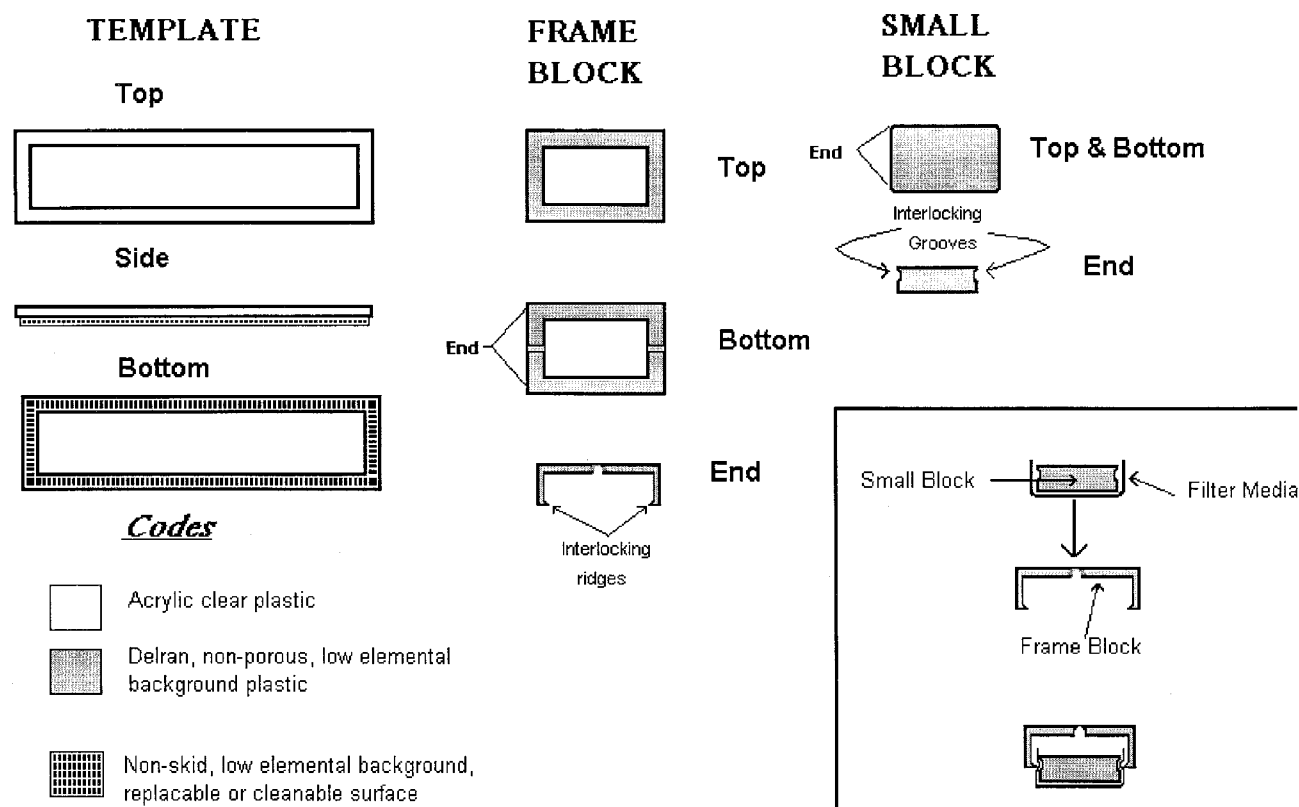 TEMPLATE
Top
Side
Bottom
Codes
Acrylic clear plastic
Delran, non-porous, low elemental
background plastic
Non-skid, low elemental background,
replacable or cleanable surface
FRAME
BLOCK
Top
End
Bottom
End
Interlocking
ridges
SMALL
BLOCK
End
Top & Bottom
Interlocking
Grooves
End
Small Block
Filter Media
Frame Block